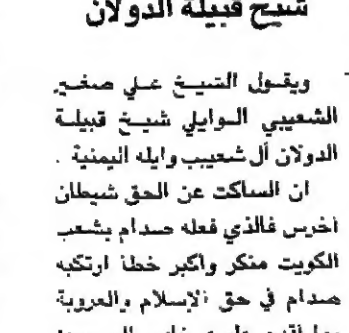 شيخ قبيلة الدولان
ويقول الشيخ علي صغير
الشعيبي الوايلي شيخ قبيلة
الدولان آل شعيب وايله اليمنية .
ان الساكت عن الحق شيطان
اخرس فالذي فعله صدام بشعب
الكويت منكر واكبر خطأ ارتكبه
صدام في حق الإسلام والعروبة